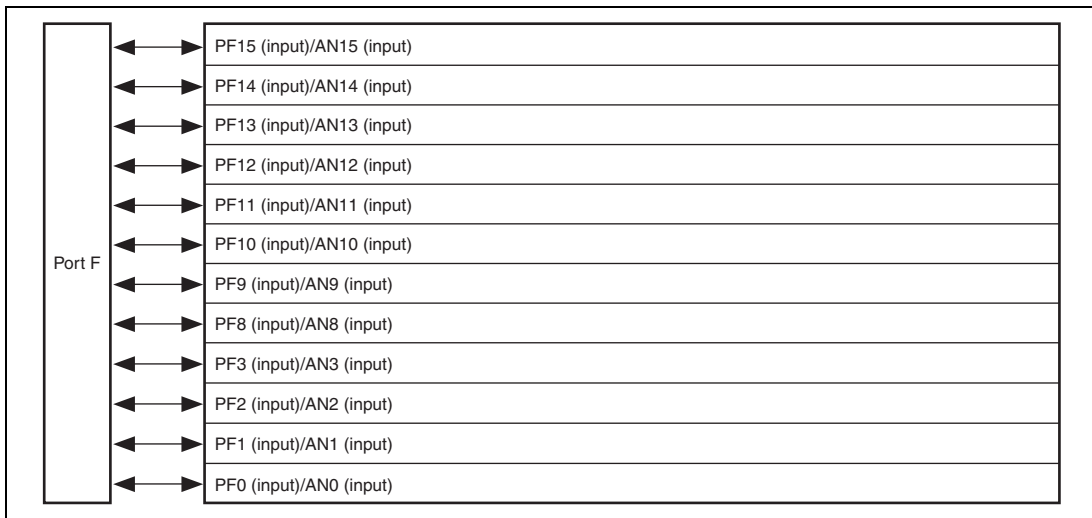 Port F
PF15 (input)/AN15 (input)
PF14 (input)/AN14 (input)
PF13 (input)/AN13 (input)
PF12 (input)/AN12 (input)
PF11 (input)/AN11 (input)
PF10 (input)/AN10 (input)
PF9 (input)/AN9 (input)
PF8 (input)/AN8 (input)
PF3 (input)/AN3 (input)
PF2 (input)/AN2 (input)
PF1 (input)/AN1 (input)
PF0 (input)/AN0 (input)